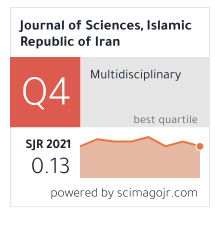 Journal of Sciences, Islamic
Republic of Iran
Q4
Multidisciplinary
best quartile
SJR 2021
0.13
powered by scimagojr.com